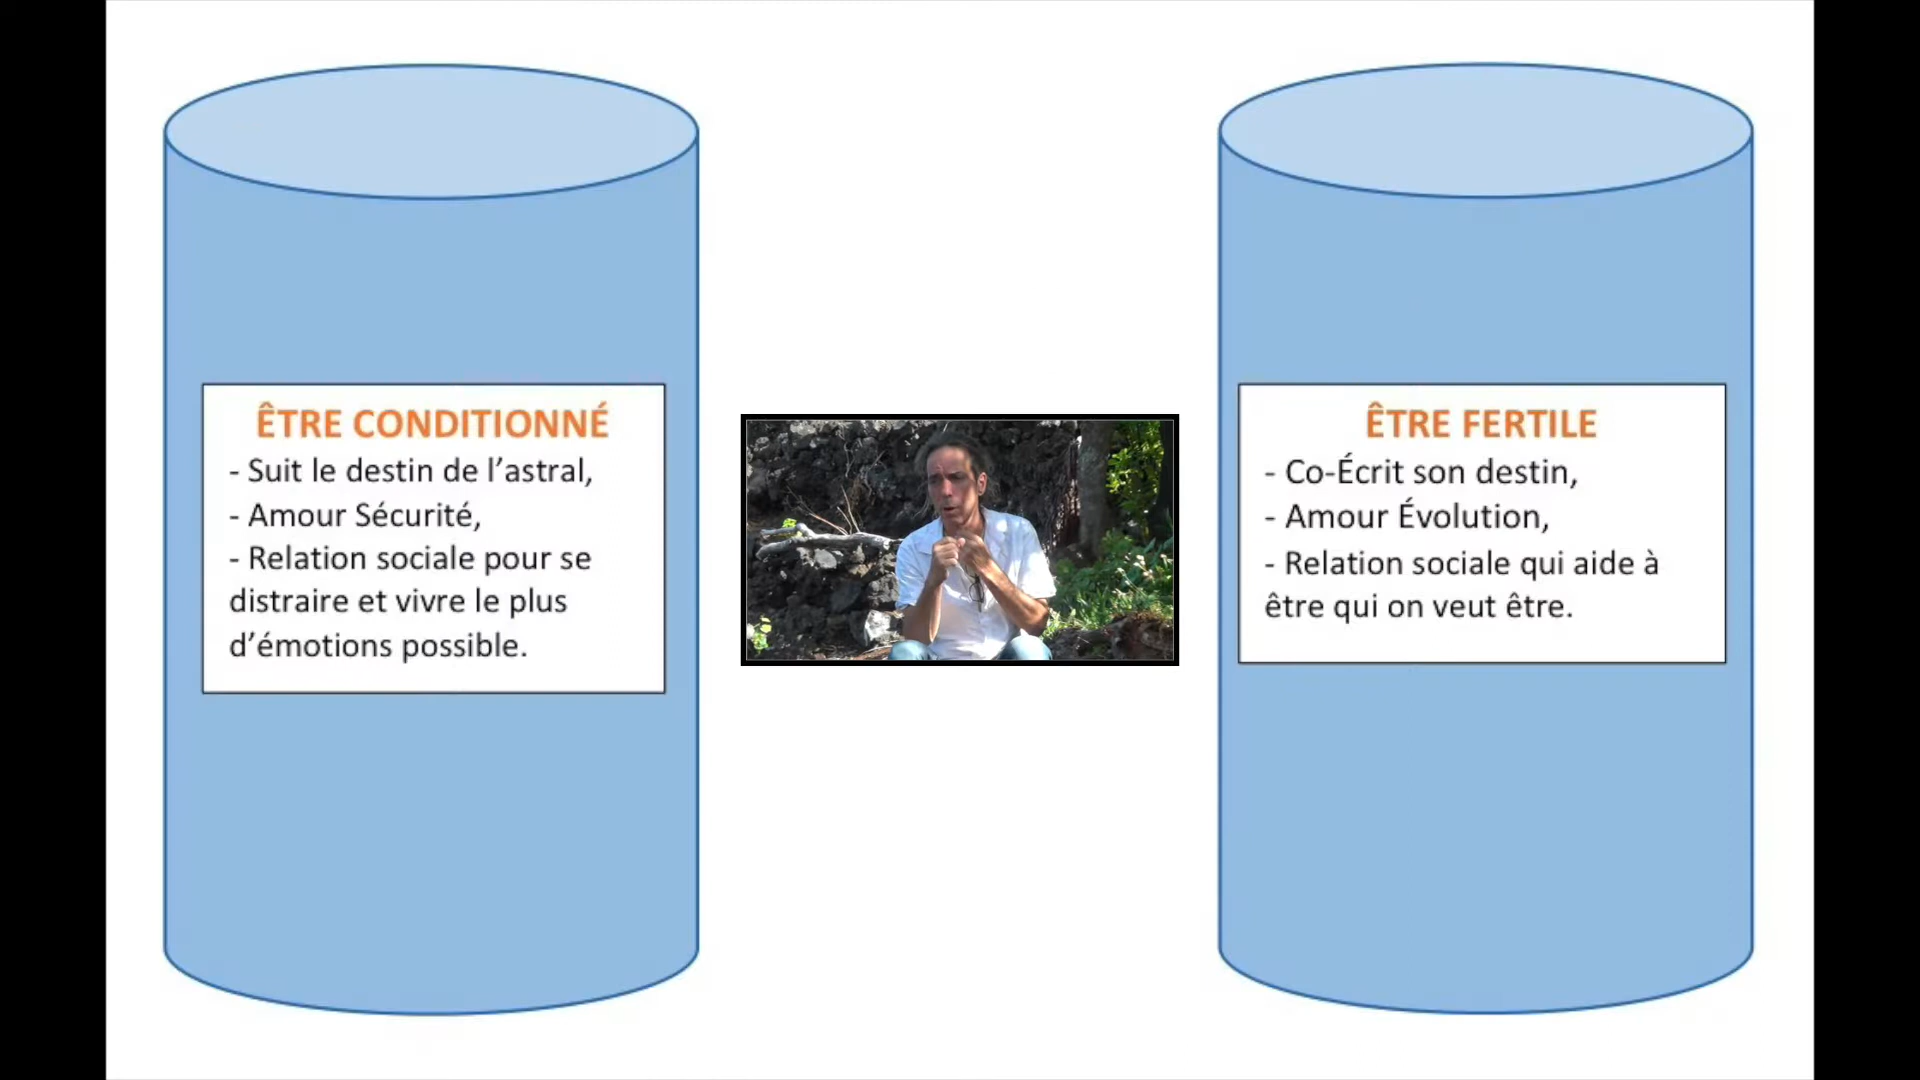 ÊTRE CONDITIONNÉ
- Suit le destin de l’astral,
- Amour Sécurité,
- Relation sociale pour se
distraire et vivre le plus
d’émotions possible.
ÊTRE FERTILE
- Co-Écrit son destin,
- Amour Évolution,
- Relation sociale qui aide à
être qui on veut être.